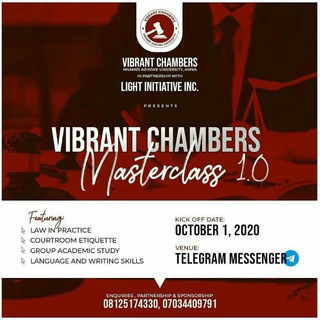 VIBRANT CHAMBERS
VIBRANT CHAMBERS
NNAMDI AZIKIWE UNIVERSITY, AWKA
IN PARTNERSHIP WITH
LIGHT INITIATIVE INC.
PRESENTS
VIBRANT CHAMBERS
Masterclass 1.0
Featuring
LAW IN PRACTICE
COURTROOM ETIQUETTE
GROUP ACADEMIC STUDY
LANGUAGE AND WRITING SKILLS
KICK OFF DATE:
OCTOBER 1, 2020
VENUE:
TELEGRAM MESSENGER
ENQUIRIES , PARTNERSHIP & SPONSORSHIP
08125174330, 07034409791